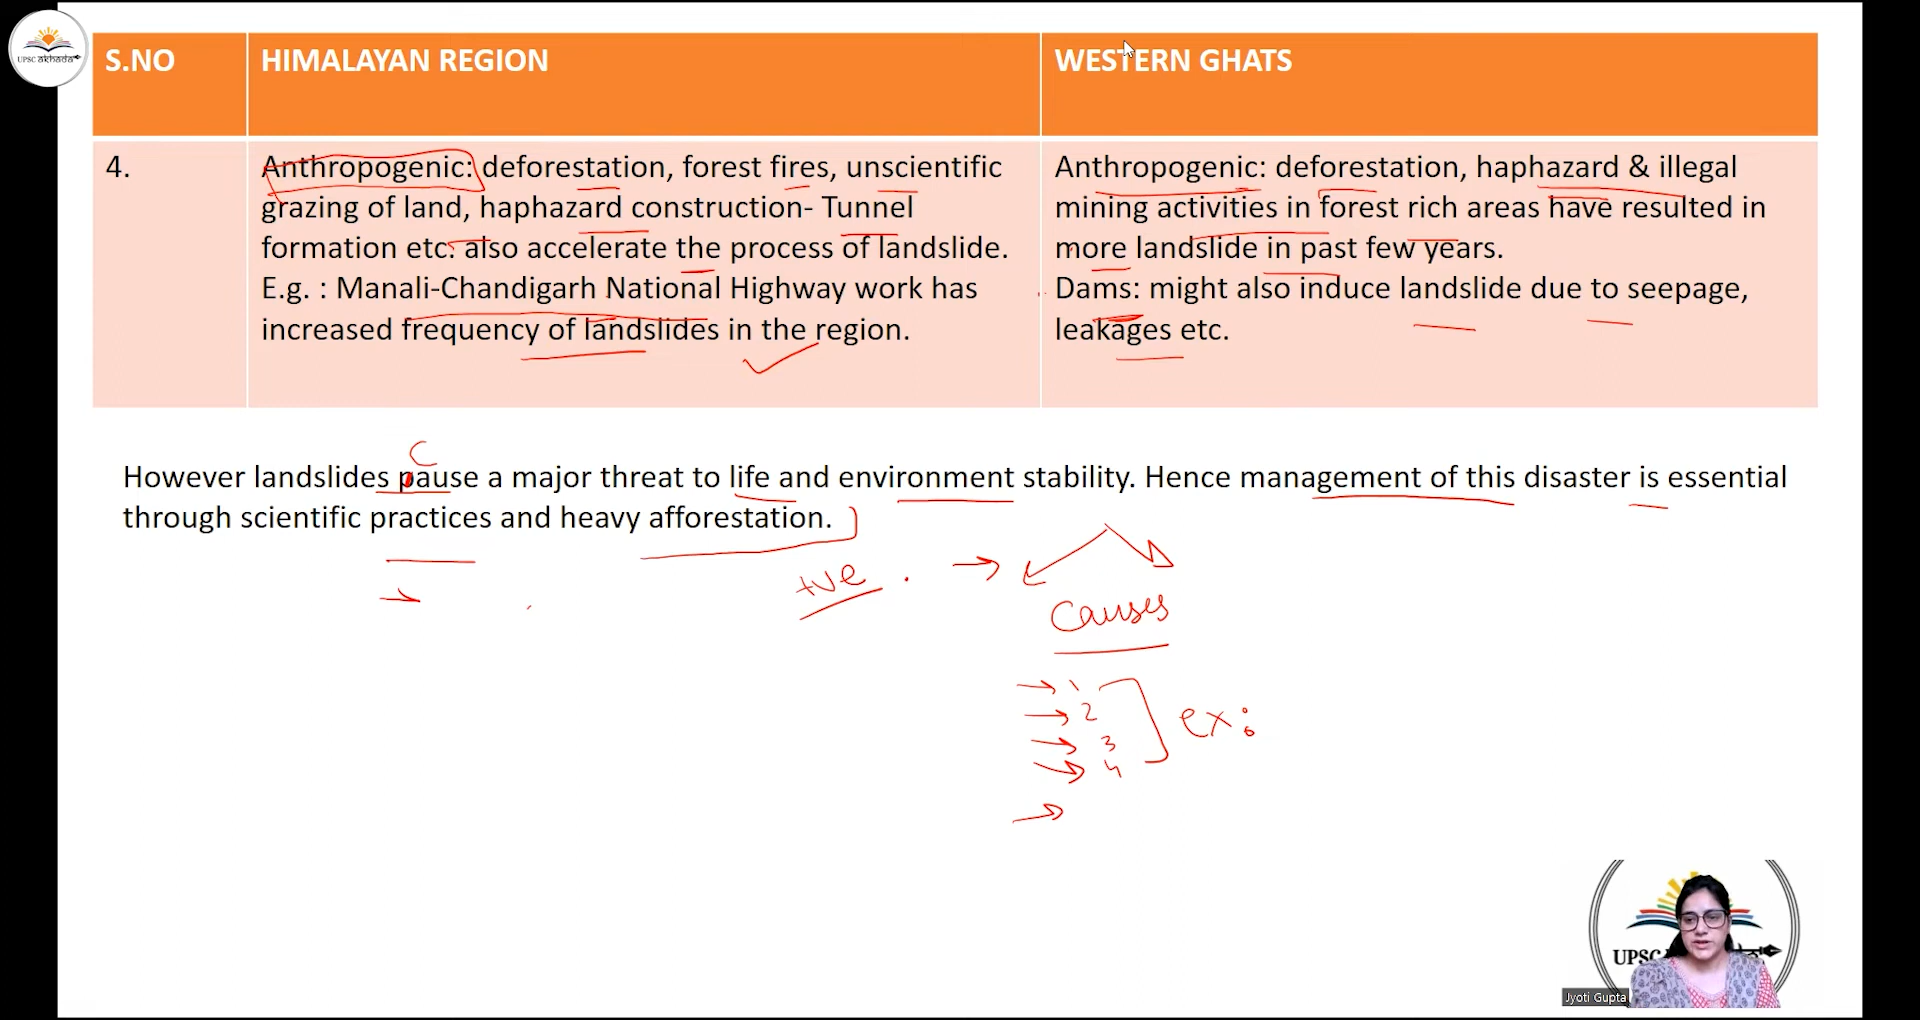 UPSC akhada
S.NO
HIMALAYAN REGION
WESTERN GHATS
4.
Anthropogenic: deforestation, forest fires, unscientific
grazing of land, haphazard construction- Tunnel
formation etc. also accelerate the process of landslide.
E.g. : Manali-Chandigarh National Highway work has
increased frequency of landslides in the region.
Anthropogenic: deforestation, haphazard & illegal
mining activities in forest rich areas have resulted in
more landslide in past few years.
Dams: might also induce landslide due to seepage,
leakages etc.
C
However landslides pause a major threat to life and environment stability. Hence management of this disaster is essential
through scientific practices and heavy afforestation.
+ve
Causes
1
2
3
4
ex:
UPSC
Jyoti Gupta